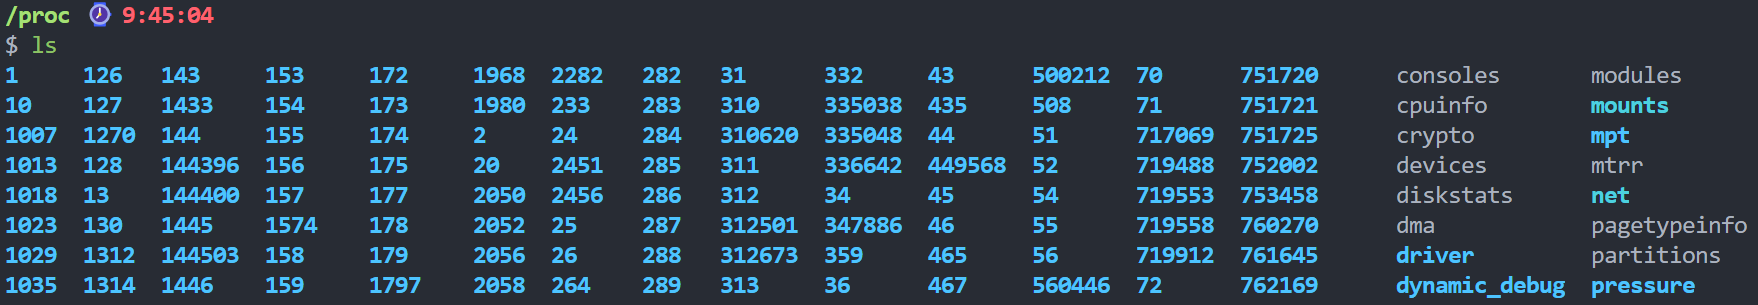 /proc ⌚ 9:45:04
$ ls
1 126 143 153 172 1968 2282 282 31 332 43 500212 70 751720 consoles modules
10 127 1433 154 173 1980 233 283 310 335038 435 508 71 751721 cpuinfo mounts
1007 1270 144 155 174 2 24 284 310620 335048 44 51 717069 751725 crypto mpt
1013 128 144396 156 175 20 2451 285 311 336642 449568 52 719488 752002 devices mtrr
1018 13 144400 157 177 2050 2456 286 312 34 45 54 719553 753458 diskstats net
1023 130 1445 1574 178 2052 25 287 312501 347886 46 55 719558 760270 dma pagetypeinfo
1029 1312 144503 158 179 2056 26 288 312673 359 465 56 719912 761645 driver partitions
1035 1314 1446 159 1797 2058 264 289 313 36 467 560446 72 762169 dynamic_debug pressure